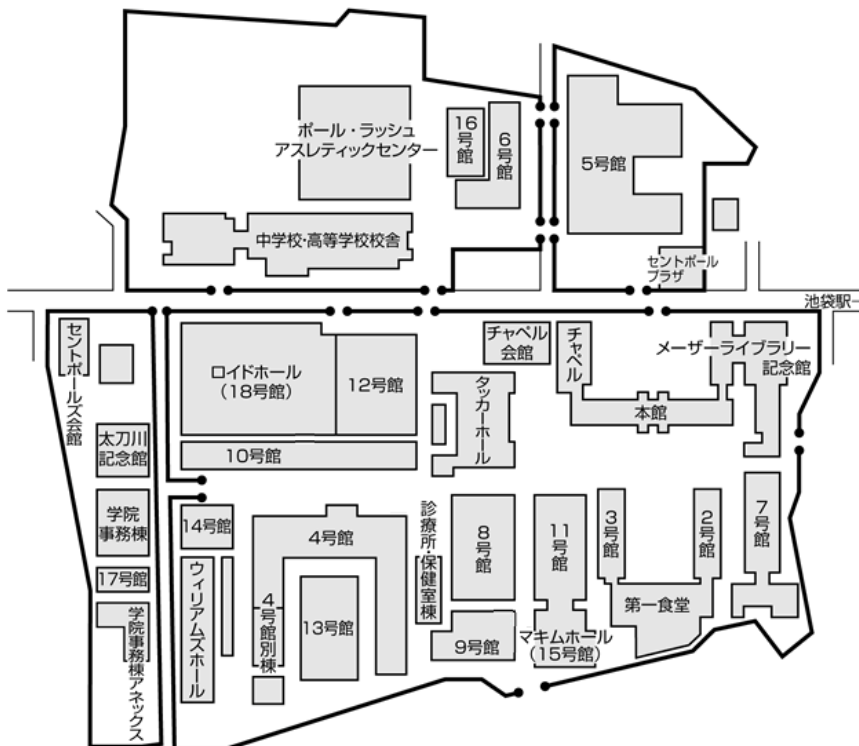 ポール・ラッシュ
アスレティックセンター
16号館
6号館
5号館
中学校・高等学校校舎
セントポール
プラザ
池袋駅
セントポールズ会館
ロイドホール
(18号館)
12号館
チャペル
会館
チャペル
メーザーライブラリー
記念館
タッカーホール
本館
太刀川
記念館
10号館
学院
事務棟
14号館
4号館
診療所・保健室棟
8号館
11号館
3号館
2号館
7号館
17号館
ウィリアムズホール
4号館別棟
13号館
第一食堂
学院事務棟アネックス
9号館
マキムホール
(15号館)